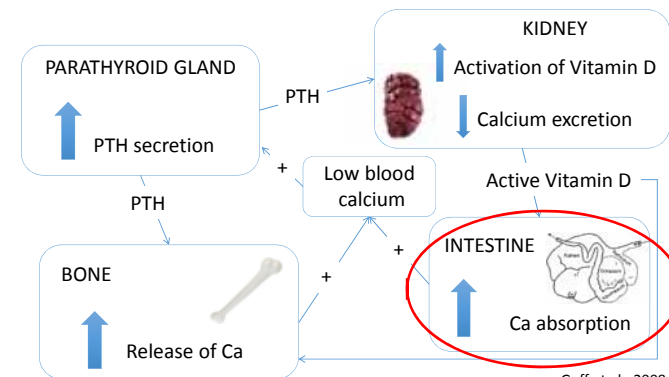 KIDNEY
PARATHYROID GLAND
Activation of Vitamin D
PTH
Calcium excretion
PTH secretion
+
Low blood
calcium
Active Vitamin D
PTH
+
INTESTINE
BONE
+
Ca absorption
Release of Ca